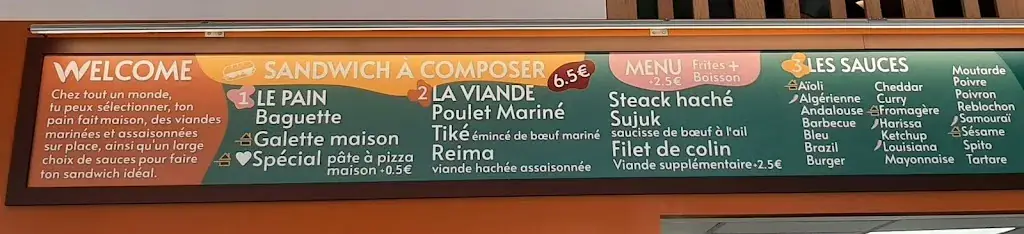 WELCOME
Chez tout un monde,
tu peux sélectionner, ton
pain fait maison, des viandes
marinées et assaisonnées
sur place, ainsi qu'un large
choix de sauces pour faire
ton sandwich idéal.
SANDWICH À COMPOSER
6.5€
1 LE PAIN
Baguette
Galette maison
Spécial pâte à pizza
maison +0.5€
2 LA VIANDE
Poulet Mariné
Tiké émincé de bœuf mariné
Reima
viande hachée assaisonnée
MENU
+2.5€
Frites +
Boisson
Steack haché
Sujuk
saucisse de bœuf à l'ail
Filet de colin
Viande supplémentaire +2.5€
3 LES SAUCES
Aïoli
Algérienne
Andalouse
Barbecue
Bleu
Brazil
Burger
Cheddar
Curry
Fromagère
Harissa
Ketchup
Louisiana
Mayonnaise
Moutarde
Poivre
Poivron
Reblochon
Samouraï
Sésame
Spito
Tartare